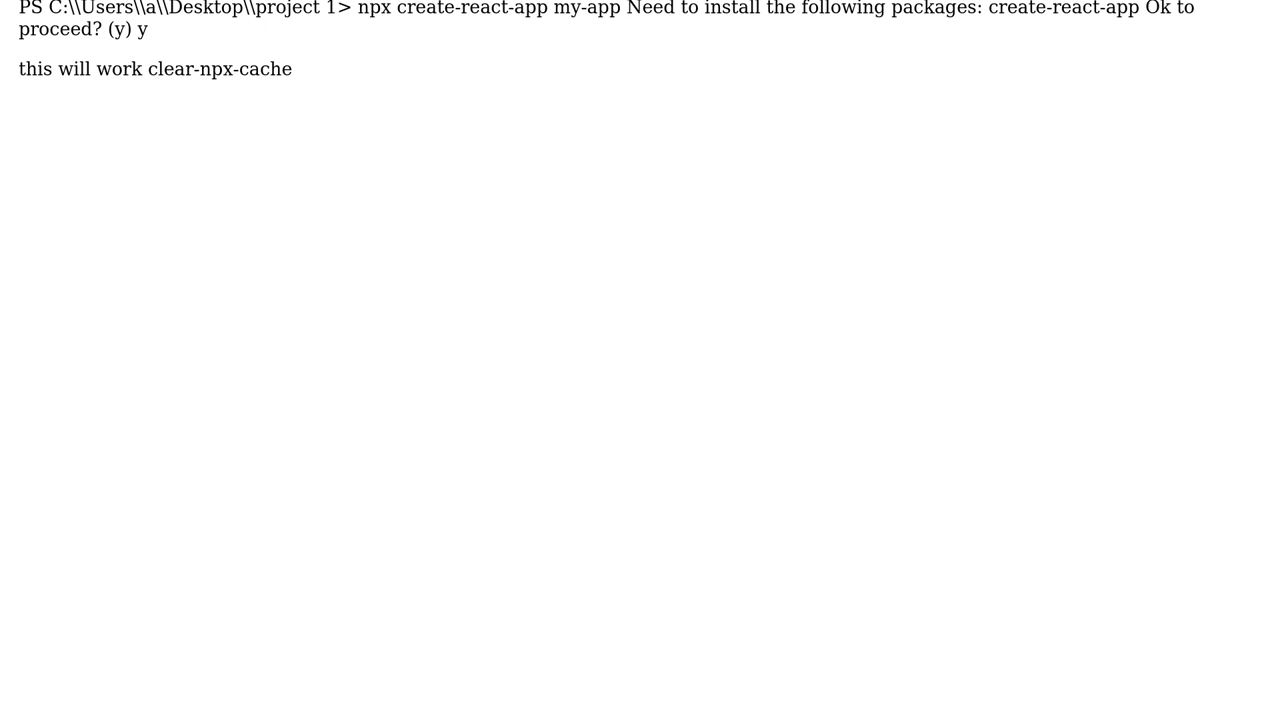 PS C:\\Users\\a\\Desktop\\project 1> npx create-react-app my-app Need to install the following packages: create-react-app Ok to
proceed? (y) y
this will work clear-npx-cache